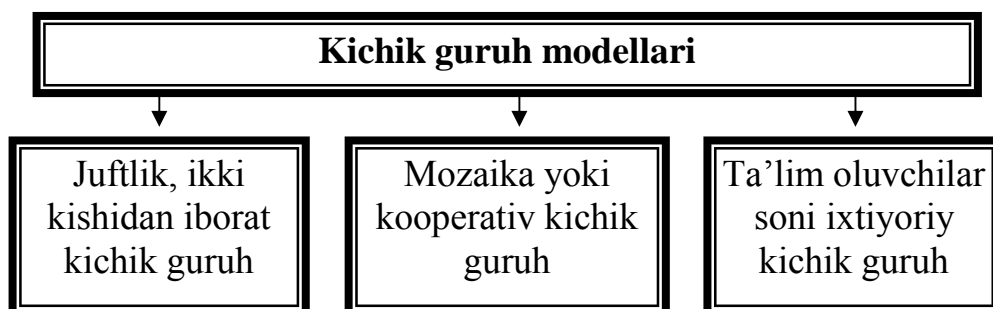 Kichik guruh modellari
Juftlik, ikki
kishidan iborat
kichik guruh
Mozaika yoki
kooperativ kichik
guruh
Ta’lim oluvchilar
soni ixtiyoriy
kichik guruh